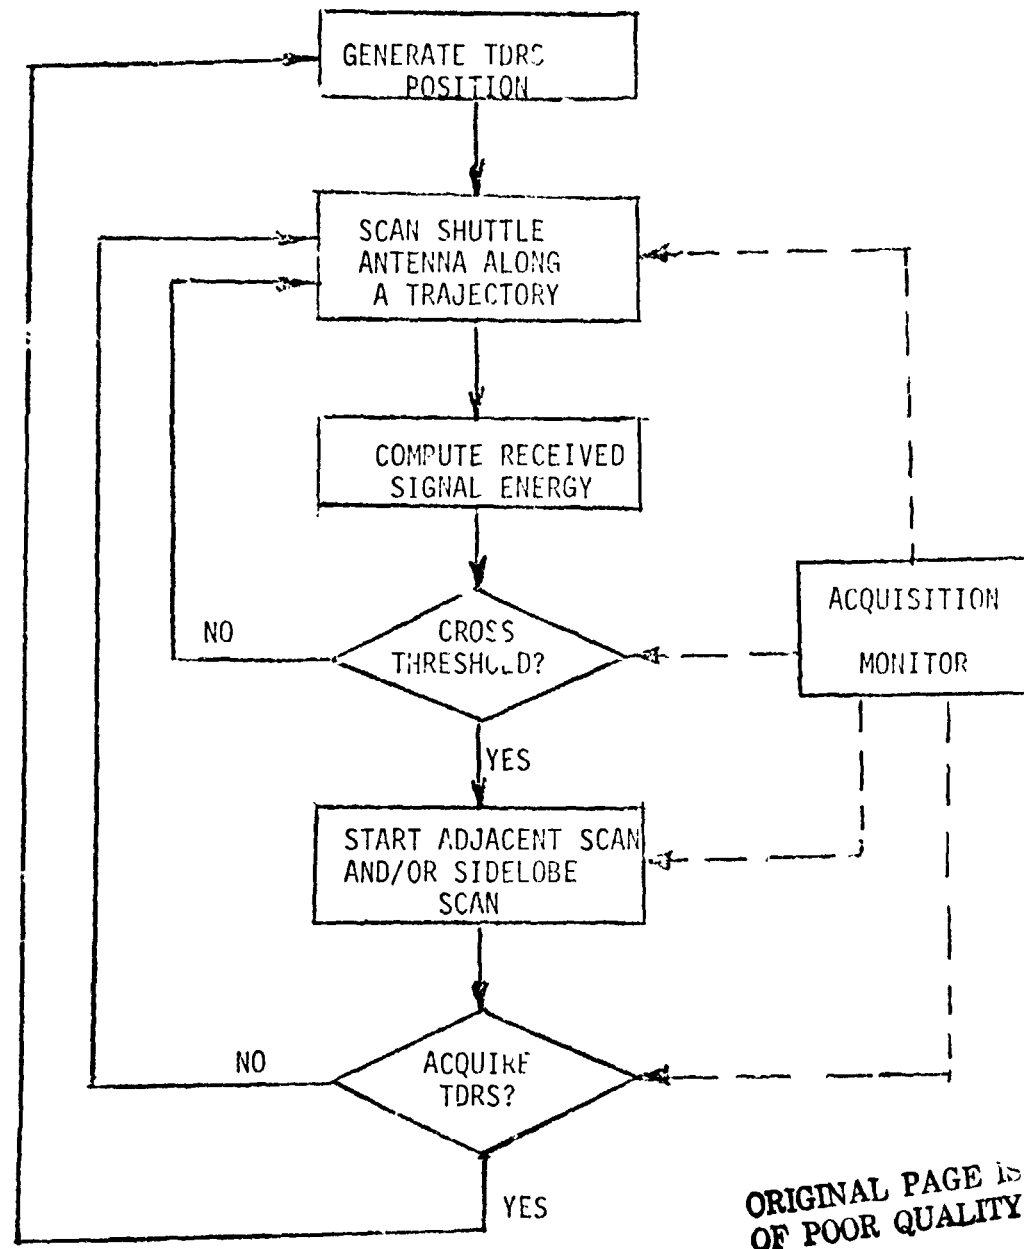 GENERATE TDRS
POSITION
SCAN SHUTTLE
ANTENNA ALONG
A TRAJECTORY
COMPUTE RECEIVED
SIGNAL ENERGY
NO
CROSS
THRESHOLD?
ACQUISITION
MONITOR
YES
START ADJACENT SCAN
AND/OR SIDELOBE
SCAN
NO
ACQUIRE
TDRS?
YES
ORIGINAL PAGE IS
OF POOR QUALITY